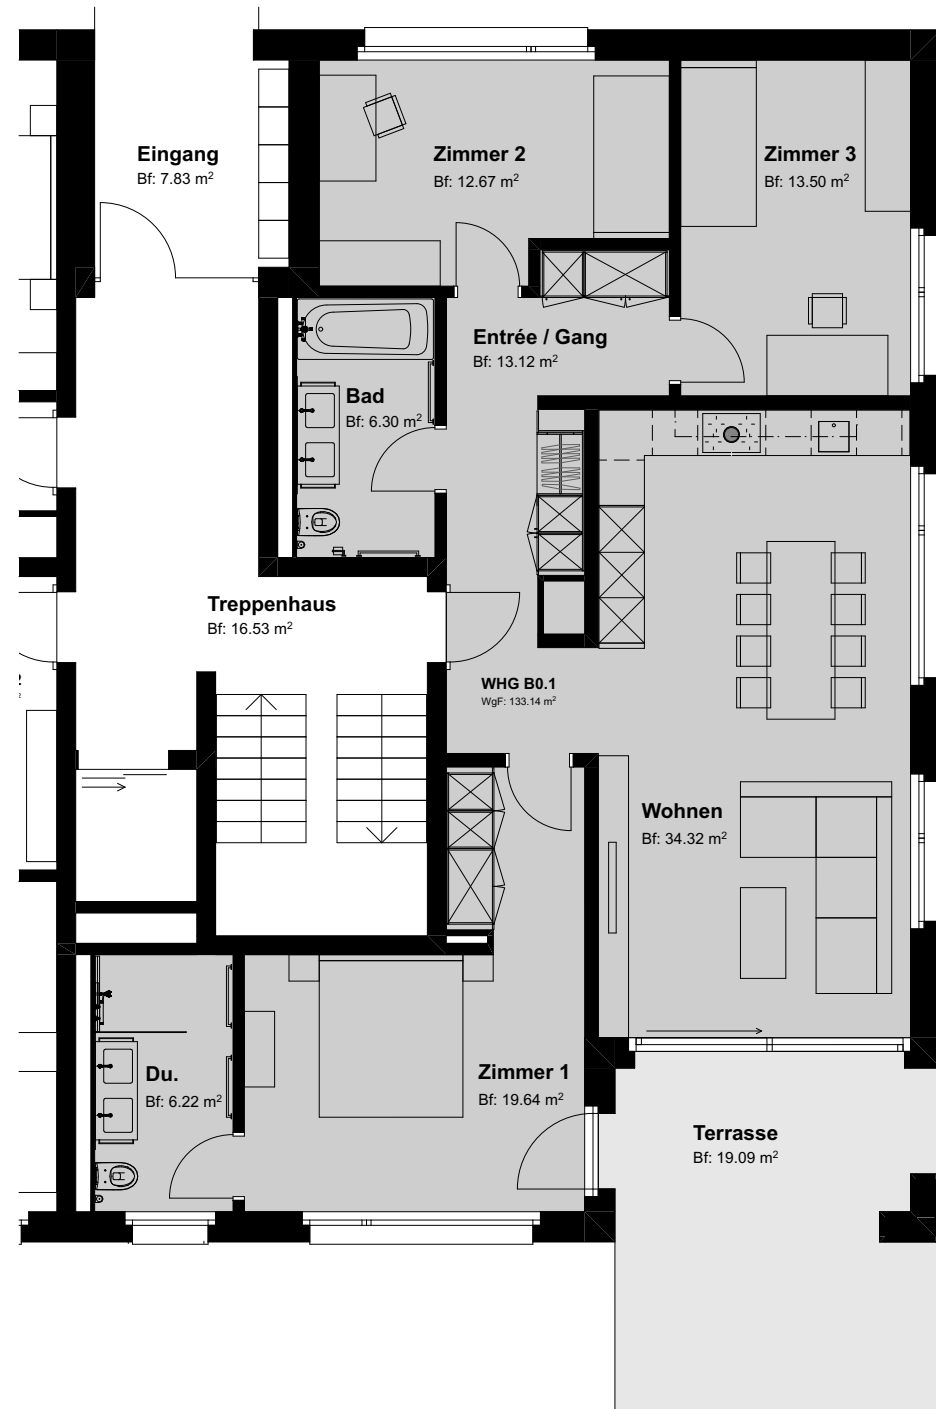 Eingang
Bf: 7.83 m²
Zimmer 2
Bf: 12.67 m²
Zimmer 3
Bf: 13.50 m²
Entrée / Gang
Bf: 13.12 m²
Bad
Bf: 6.30 m²
Treppenhaus
Bf: 16.53 m²
WHG B0.1
WgF: 133.14 m²
Wohnen
Bf: 34.32 m²
Du.
Bf: 6.22 m²
Zimmer 1
Bf: 19.64 m²
Terrasse
Bf: 19.09 m²